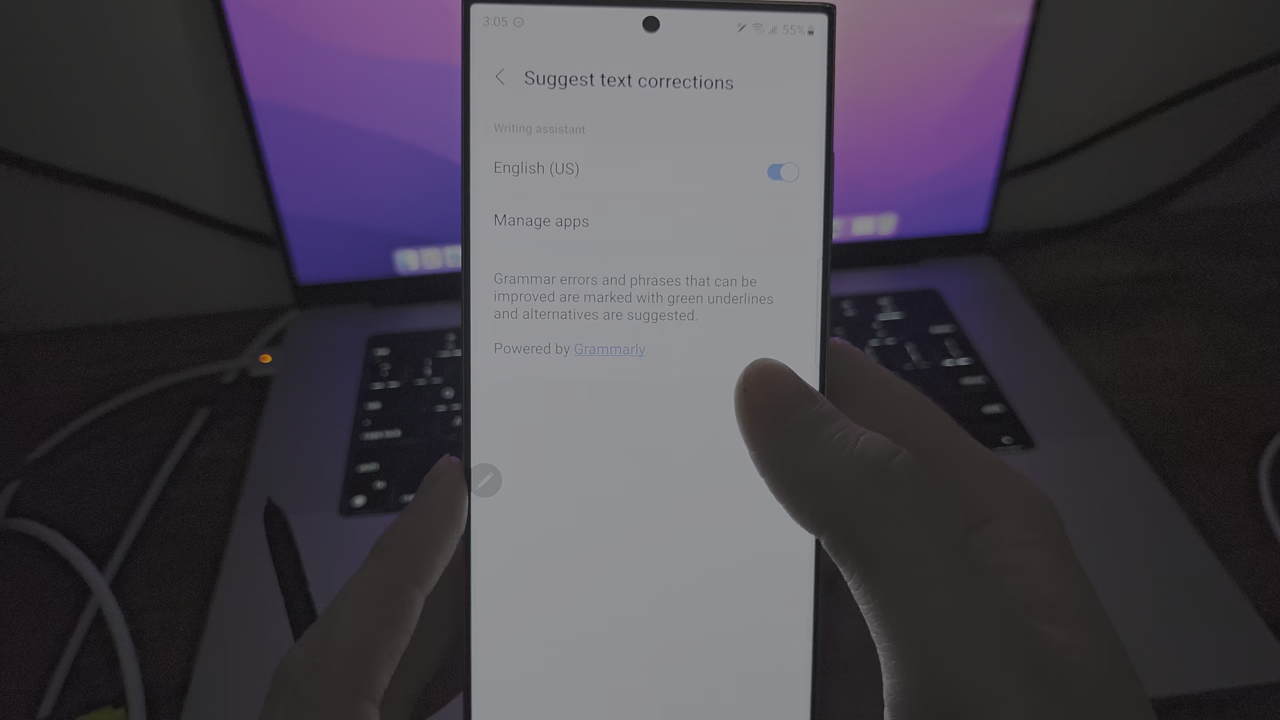 3:05
55%
Suggest text corrections
Writing assistant
English (US)
Manage apps
Grammar errors and phrases that can be
improved are marked with green underlines
and alternatives are suggested.
Powered by Grammarly